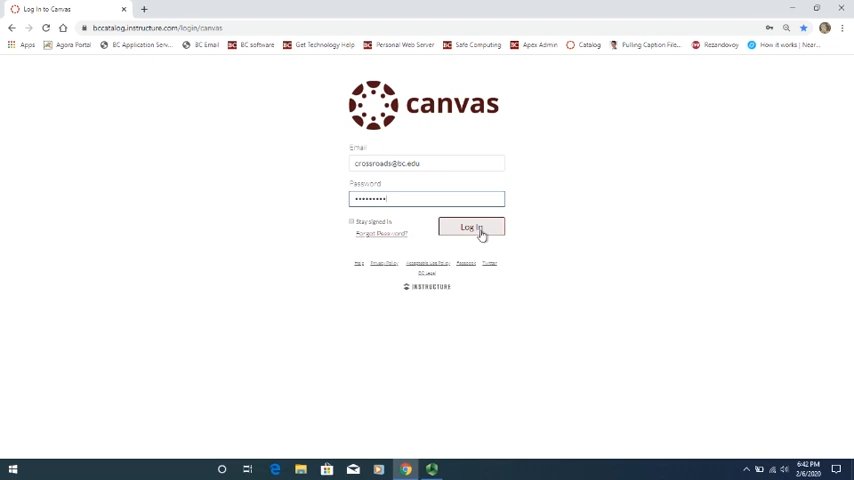 Log In to Canvas
bccatalog.instructure.com/login/canvas
Apps Agora Portal BC Application Serv... BC Email BC software Get Technology Help Personal Web Server Safe Computing Apex Admin Catalog Pulling Caption File... Rezandovoy How it works | Near...
canvas
Email
crossroads@bc.edu
Password
•••••••••
Stay signed in
Log In
Forgot Password?
Help Privacy Policy Acceptable Use Policy Facebook Twitter
BC Legal
INSTRUCTURE
6:42 PM
2/6/2020